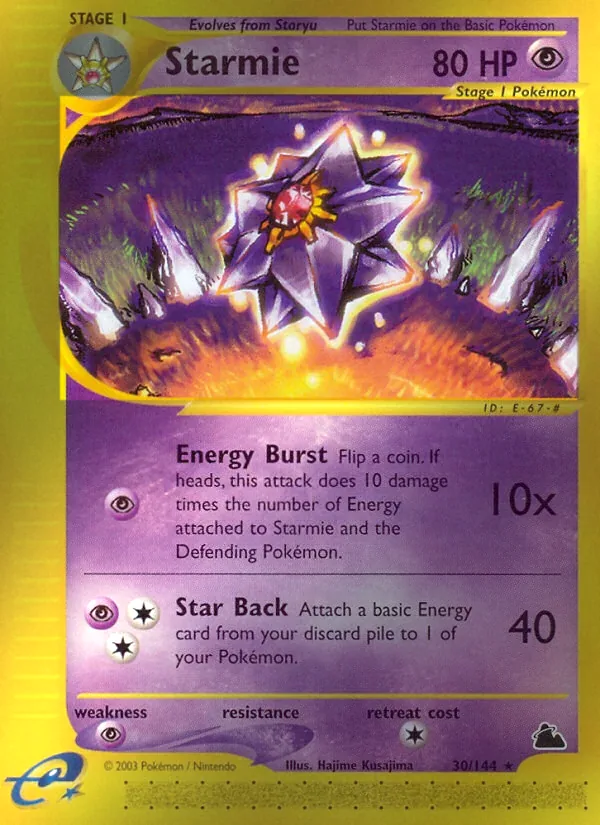 STAGE 1
Evolves from Staryu Put Starmie on the Basic Pokémon
Starmie 80 HP
Stage 1 Pokémon
ID: E-67-#
Energy Burst Flip a coin. If
heads, this attack does 10 damage
times the number of Energy
attached to Starmie and the
Defending Pokémon.
10x
Star Back Attach a basic Energy
card from your discard pile to 1 of
your Pokémon.
40
weakness resistance retreat cost
© 2003 Pokémon / Nintendo Illus. Hajime Kusajima 30/144 ★
e